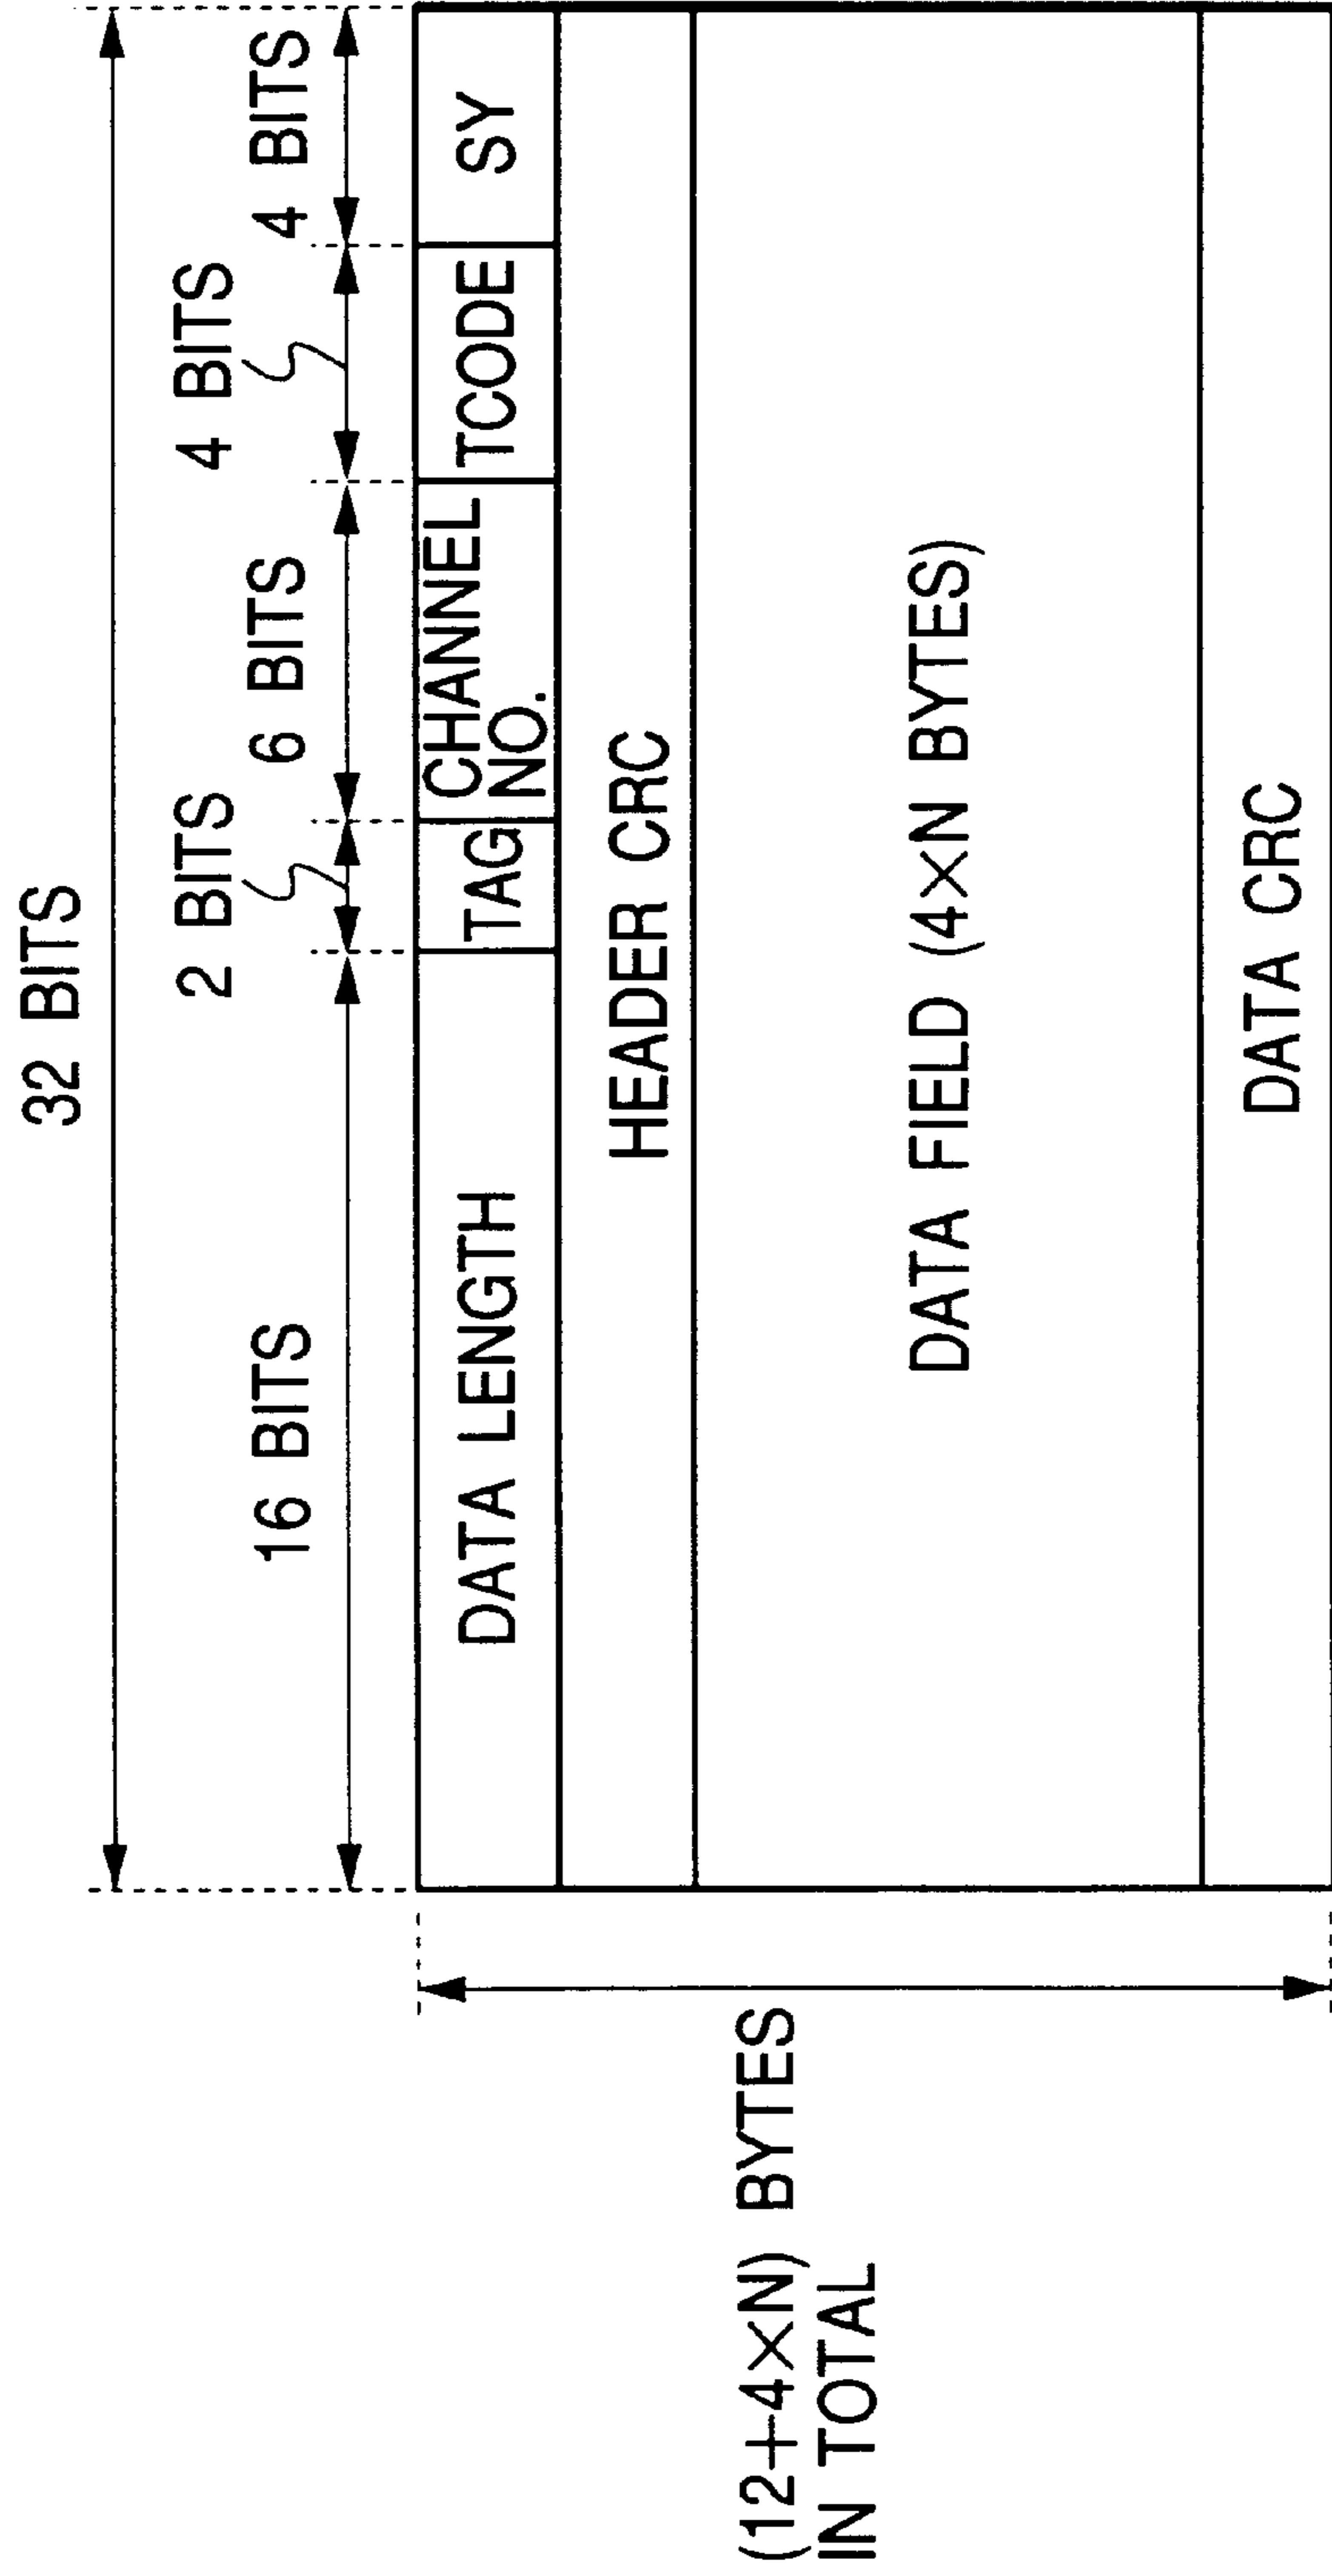 32 BITS
16 BITS
2 BITS
6 BITS
4 BITS
4 BITS
DATA LENGTH
TAG
CHANNEL
NO.
TCODE
SY
HEADER CRC
DATA FIELD (4×N BYTES)
DATA CRC
(12+4×N) BYTES
IN TOTAL